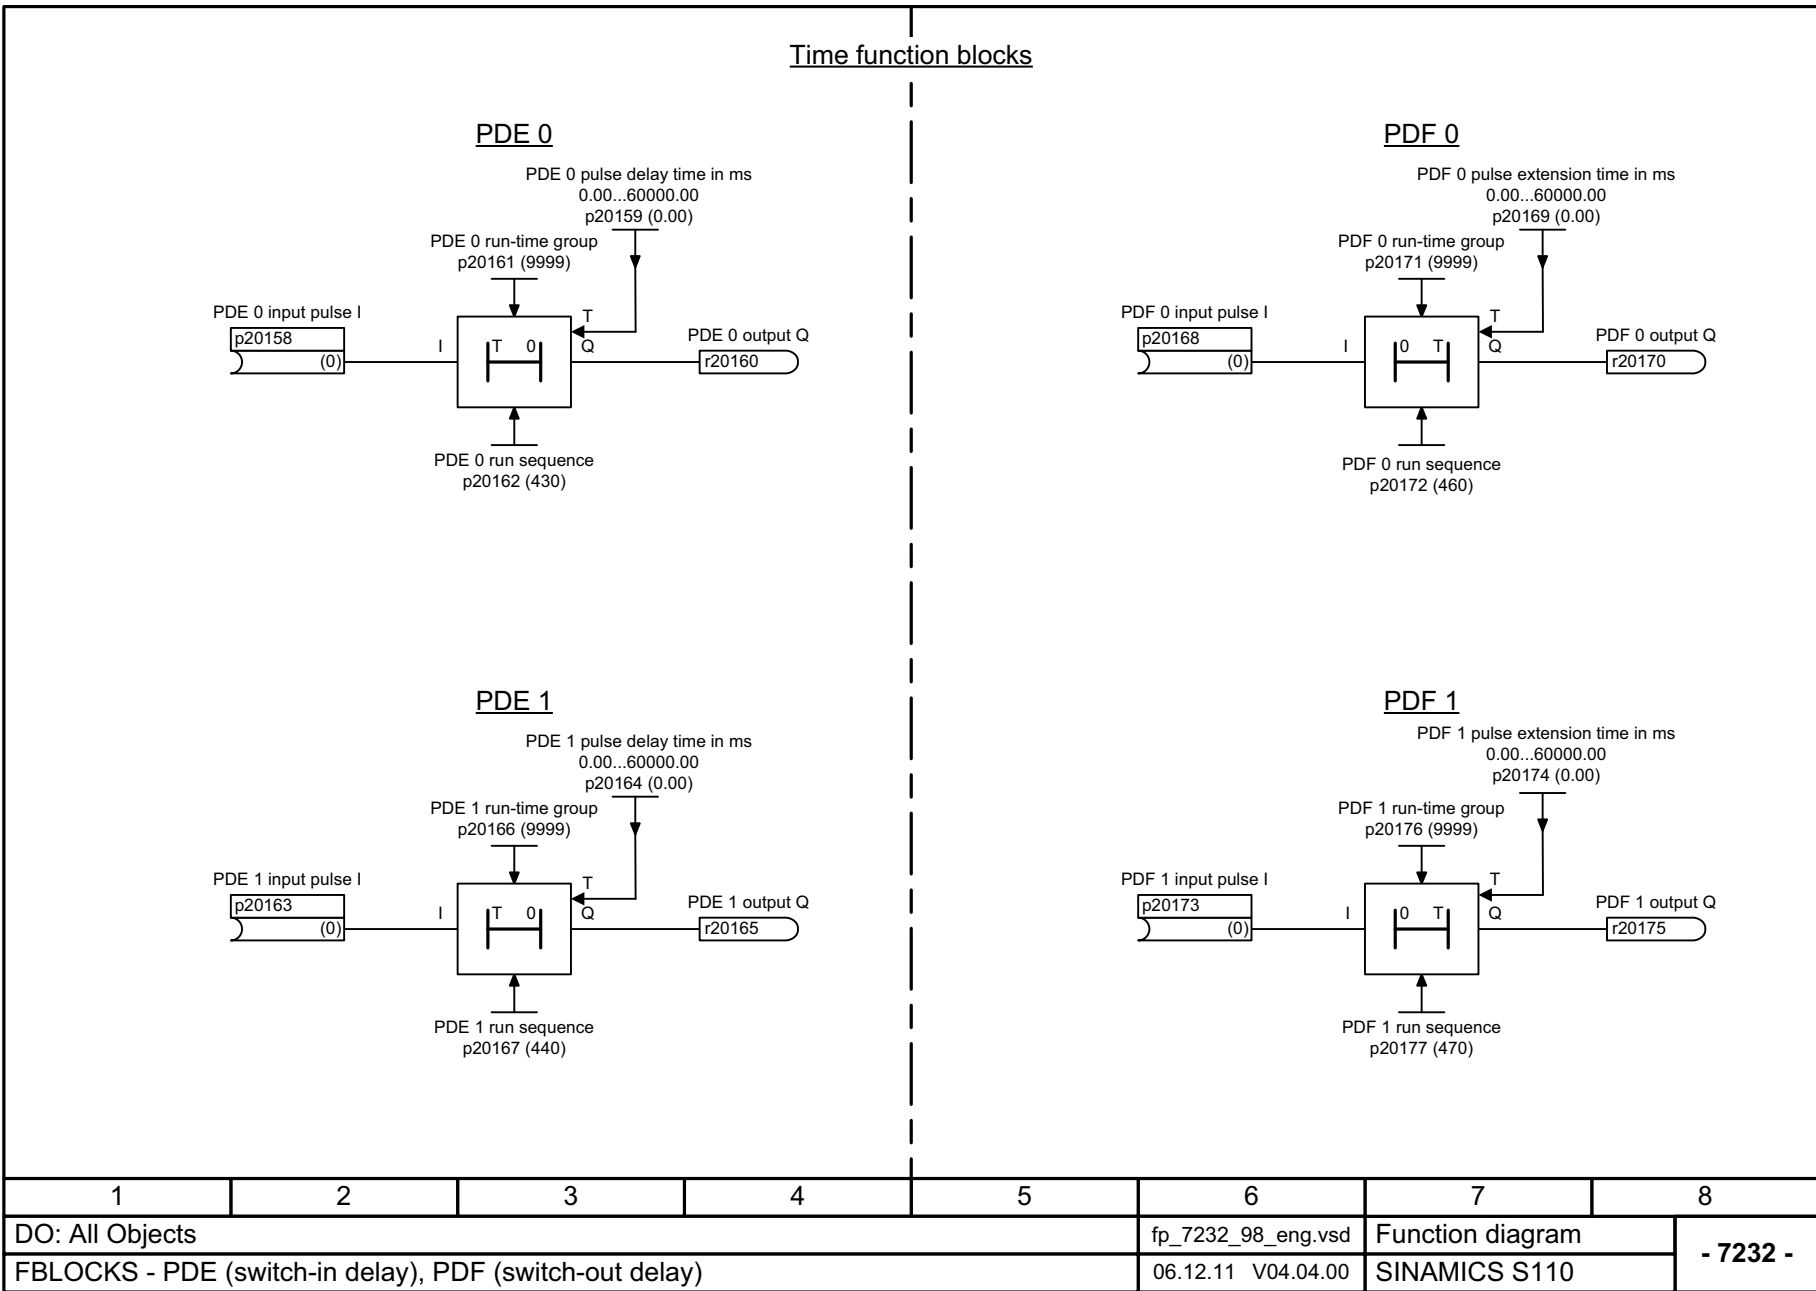 Time function blocks
PDE 0
PDE 0 pulse delay time in ms
0.00...60000.00
p20159 (0.00)
PDE 0 run-time group
p20161 (9999)
PDE 0 input pulse I
p20158
(0)
I
T 0
T
Q
PDE 0 output Q
r20160
PDE 0 run sequence
p20162 (430)
PDF 0
PDF 0 pulse extension time in ms
0.00...60000.00
p20169 (0.00)
PDF 0 run-time group
p20171 (9999)
PDF 0 input pulse I
p20168
(0)
I
0 T
T
Q
PDF 0 output Q
r20170
PDF 0 run sequence
p20172 (460)
PDE 1
PDE 1 pulse delay time in ms
0.00...60000.00
p20164 (0.00)
PDE 1 run-time group
p20166 (9999)
PDE 1 input pulse I
p20163
(0)
I
T 0
T
Q
PDE 1 output Q
r20165
PDE 1 run sequence
p20167 (440)
PDF 1
PDF 1 pulse extension time in ms
0.00...60000.00
p20174 (0.00)
PDF 1 run-time group
p20176 (9999)
PDF 1 input pulse I
p20173
(0)
I
0 T
T
Q
PDF 1 output Q
r20175
PDF 1 run sequence
p20177 (470)
1 2 3 4 5 6 7 8
DO: All Objects
fp_7232_98_eng.vsd
Function diagram
- 7232 -
FBLOCKS - PDE (switch-in delay), PDF (switch-out delay)
06.12.11 V04.04.00
SINAMICS S110